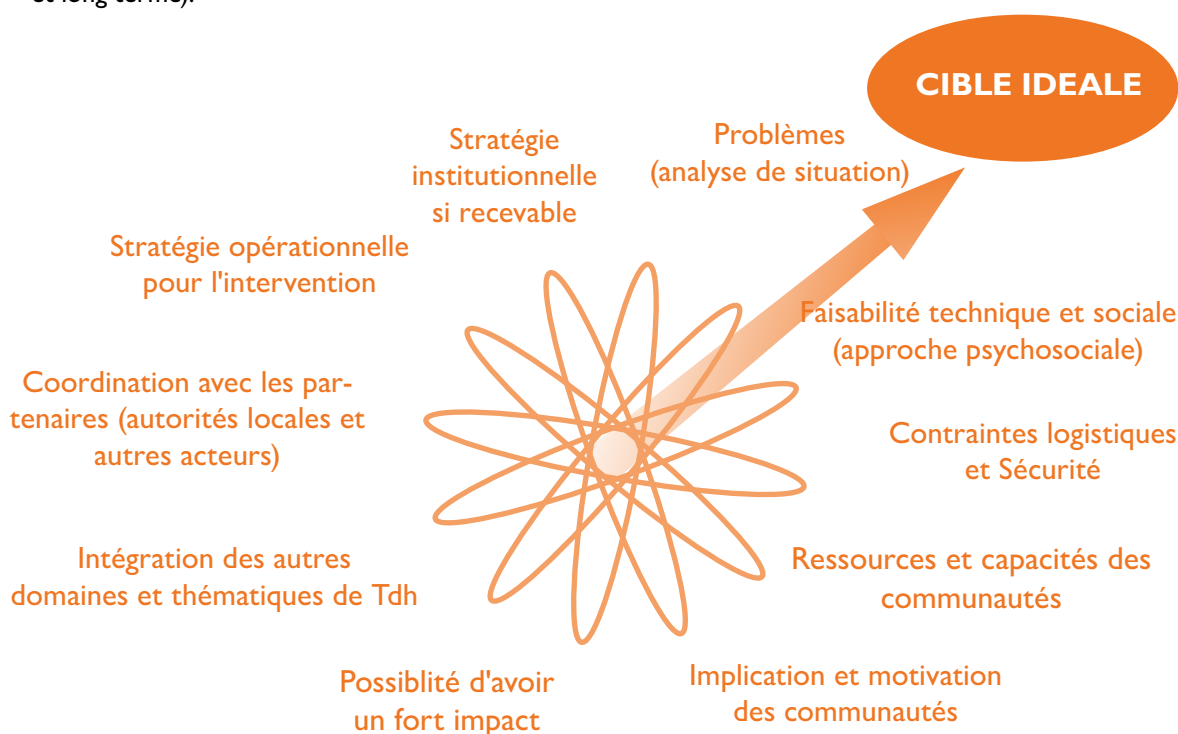 et long terme).
CIBLE IDEALE
Problèmes
(analyse de situation)
Stratégie
institutionnelle
si recevable
Stratégie opérationnelle
pour l'intervention
Faisabilité technique et sociale
(approche psychosociale)
Coordination avec les par-
tenaires (autorités locales et
autres acteurs)
Contraintes logistiques
et Sécurité
Intégration des autres
domaines et thématiques de Tdh
Ressources et capacités des
communautés
Possiblité d'avoir
un fort impact
Implication et motivation
des communautés